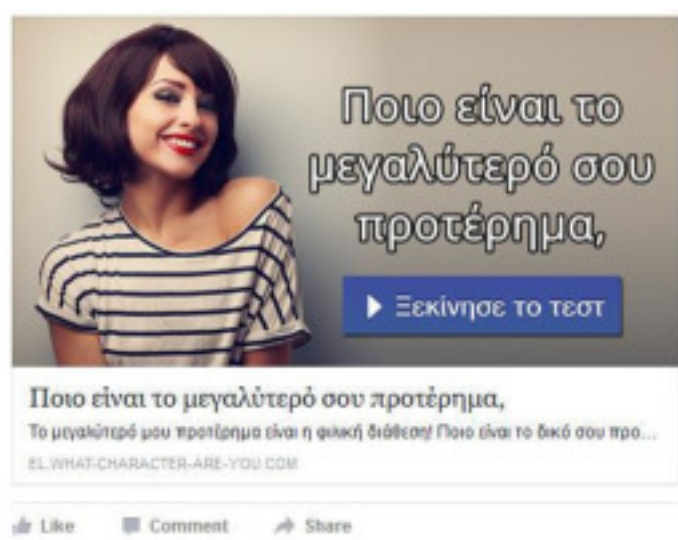 Ποιο είναι το
μεγαλύτερό σου
προτέρημα,
Ξεκίνησε το τεστ
Ποιο είναι το μεγαλύτερό σου προτέρημα,
Το μεγαλύτερό μου προτέρημα είναι η φιλική διάθεση! Ποιο είναι το δικό σου προ...
EL.WHAT-CHARACTER-ARE-YOU.COM
Like Comment Share